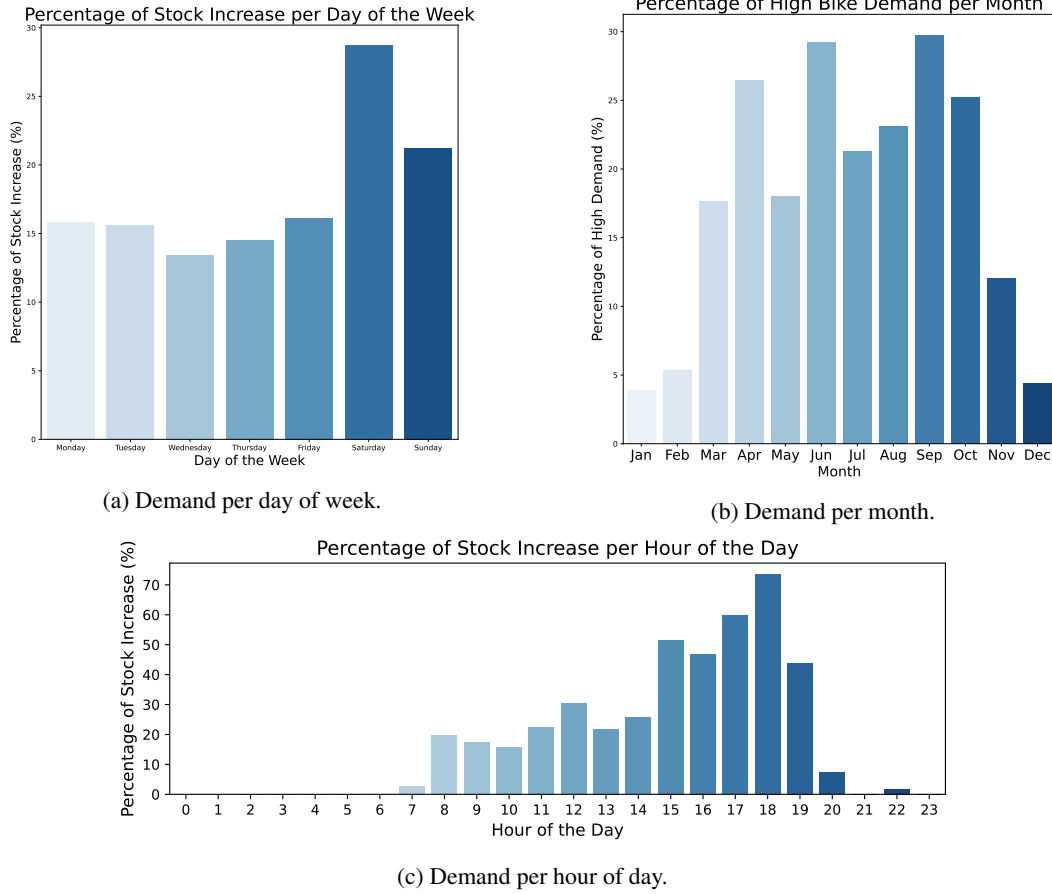 Percentage of Stock Increase per Day of the Week
Percentage of Stock Increase (%)
30
25
20
15
10
5
0
Monday Tuesday Wednesday Thursday Friday Saturday Sunday
Day of the Week
(a) Demand per day of week.
Percentage of High Bike Demand per Month
Percentage of High Demand (%)
30
25
20
15
10
5
0
Jan Feb Mar Apr May Jun Jul Aug Sep Oct Nov Dec
Month
(b) Demand per month.
Percentage of Stock Increase per Hour of the Day
Percentage of Stock Increase (%)
70
60
50
40
30
20
10
0
0 1 2 3 4 5 6 7 8 9 10 11 12 13 14 15 16 17 18 19 20 21 22 23
Hour of the Day
(c) Demand per hour of day.